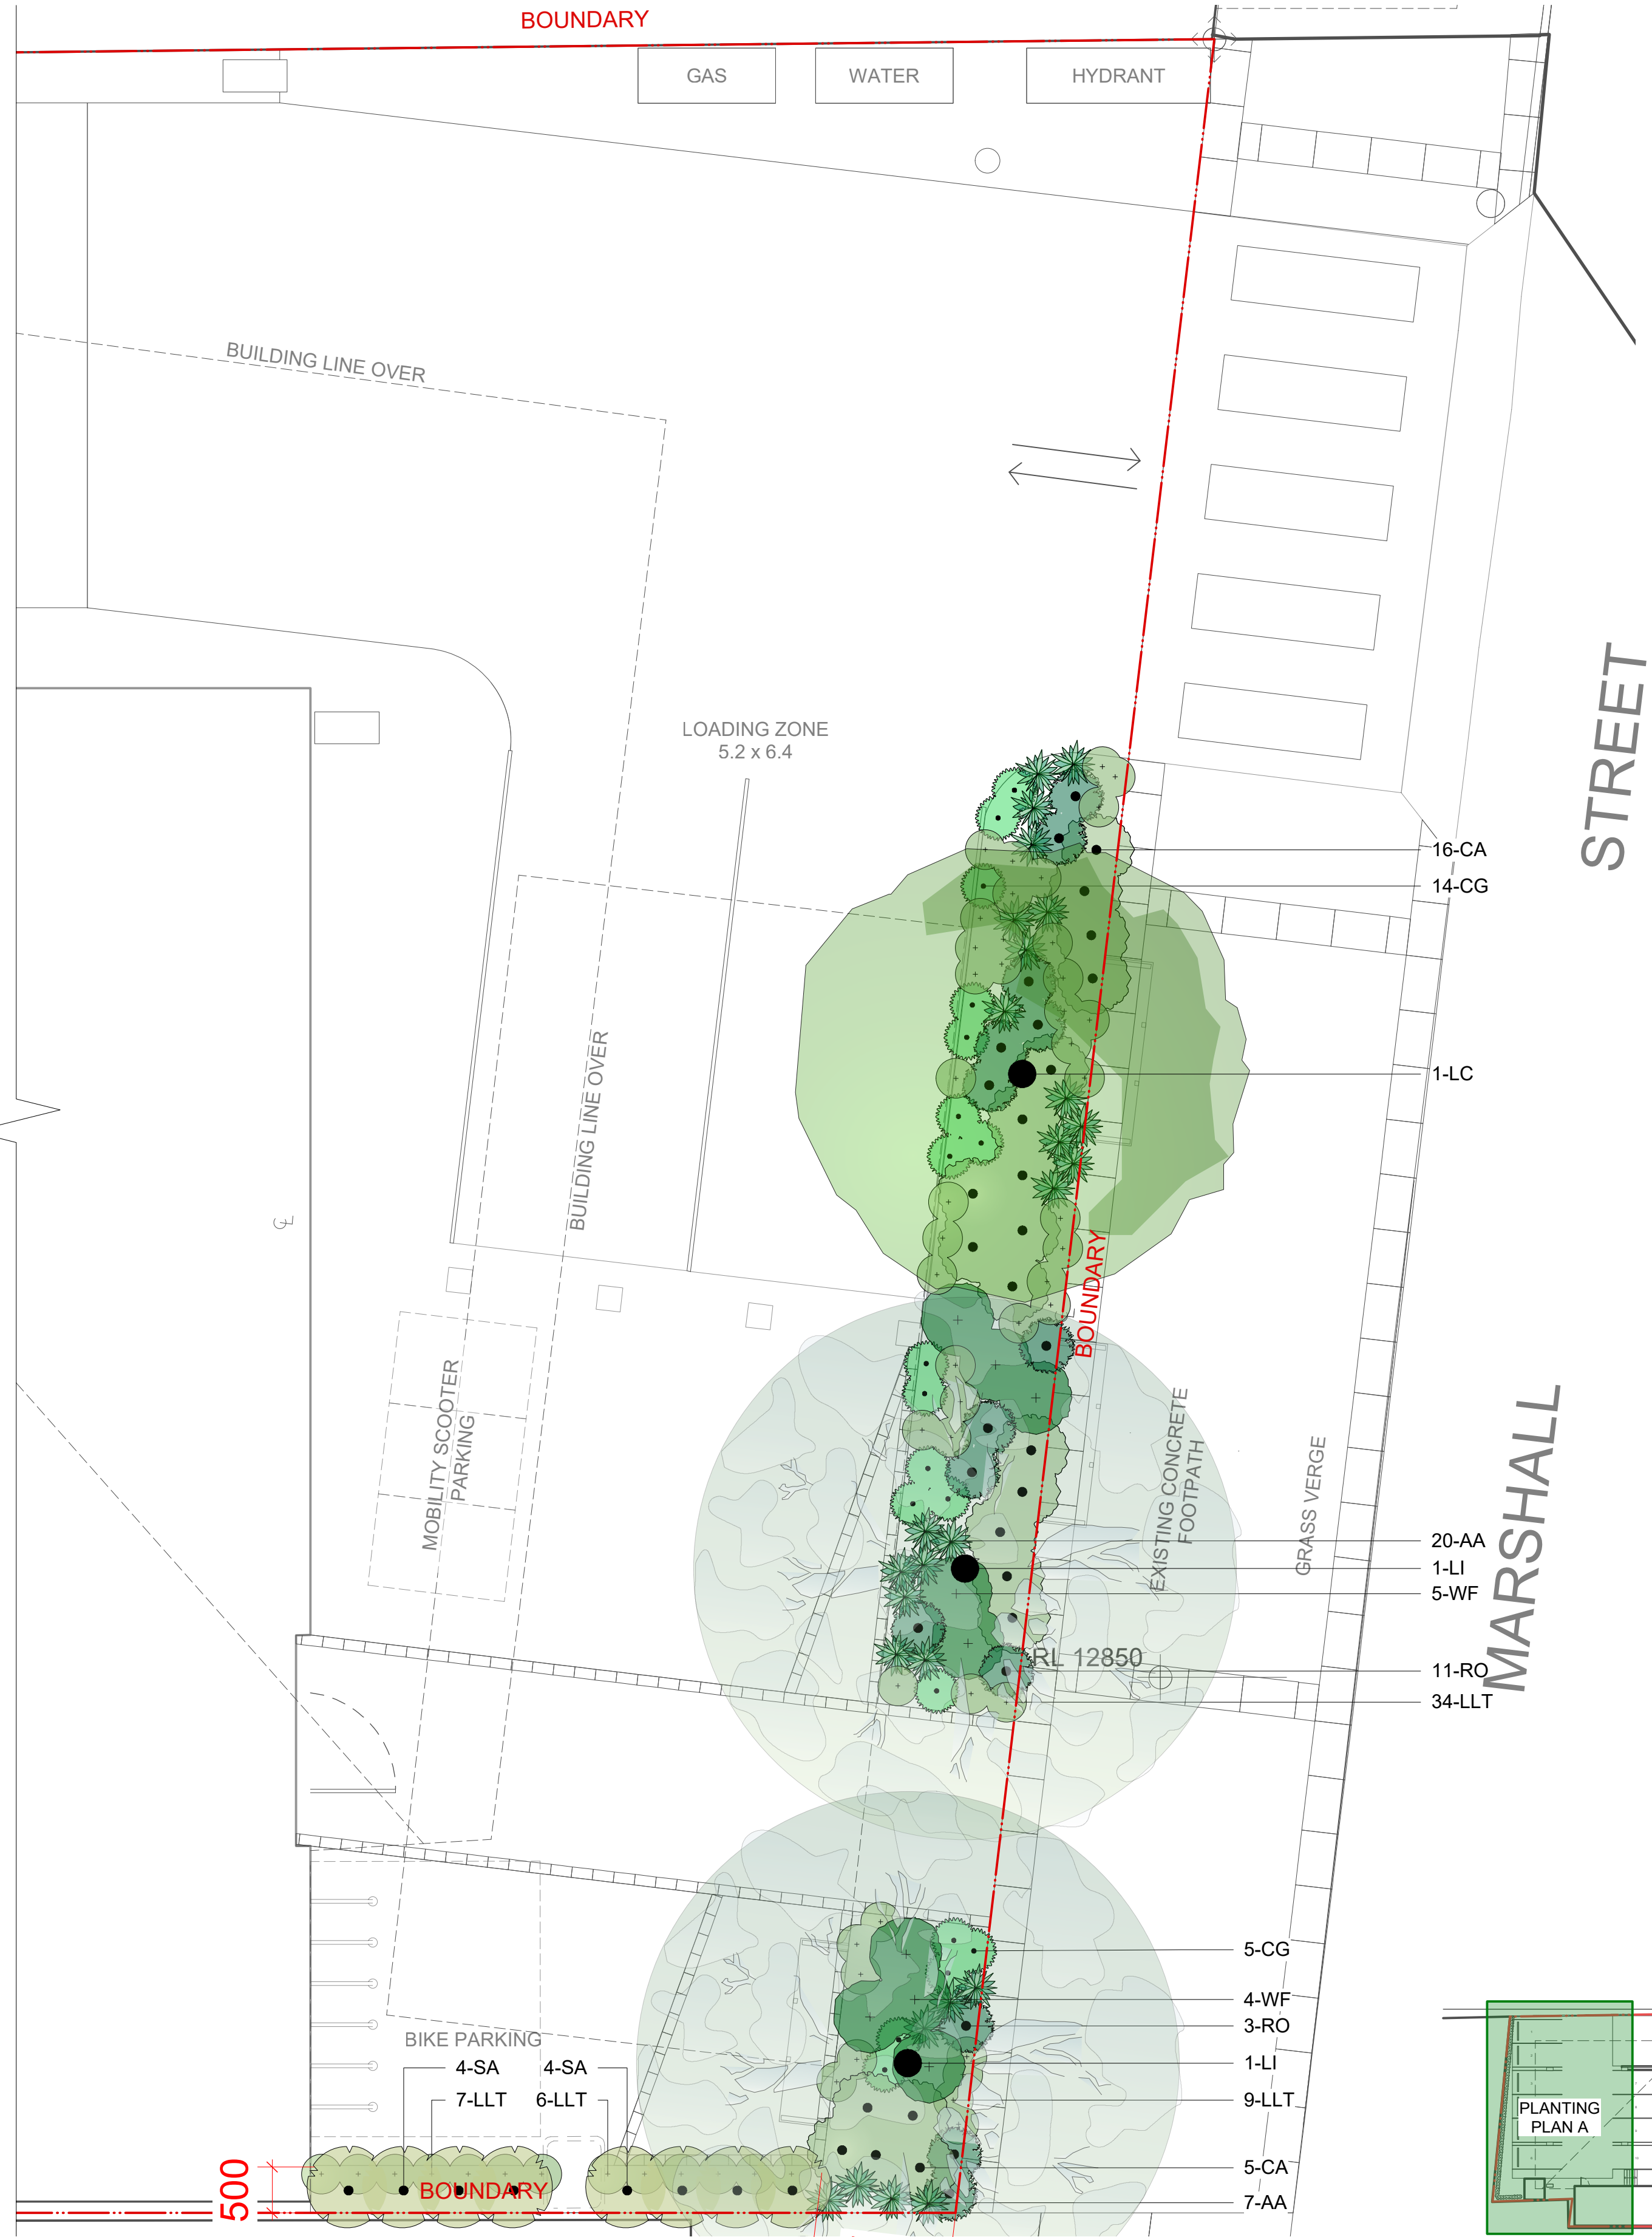 BOUNDARY
GAS
WATER
HYDRANT
BUILDING LINE OVER
STREET
LOADING ZONE
5.2 x 6.4
16-CA
14-CG
1-LC
BUILDING LINE OVER
BOUNDARY
MOBILITY SCOOTER
PARKING
EXISTING CONCRETE
FOOTPATH
GRASS VERGE
MARSHALL
20-AA
1-LI
5-WF
RL 12850
11-RO
34-LLT
5-CG
4-WF
3-RO
1-LI
9-LLT
5-CA
7-AA
BIKE PARKING
4-SA
4-SA
7-LLT
6-LLT
BOUNDARY
500
PLANTING
PLAN A